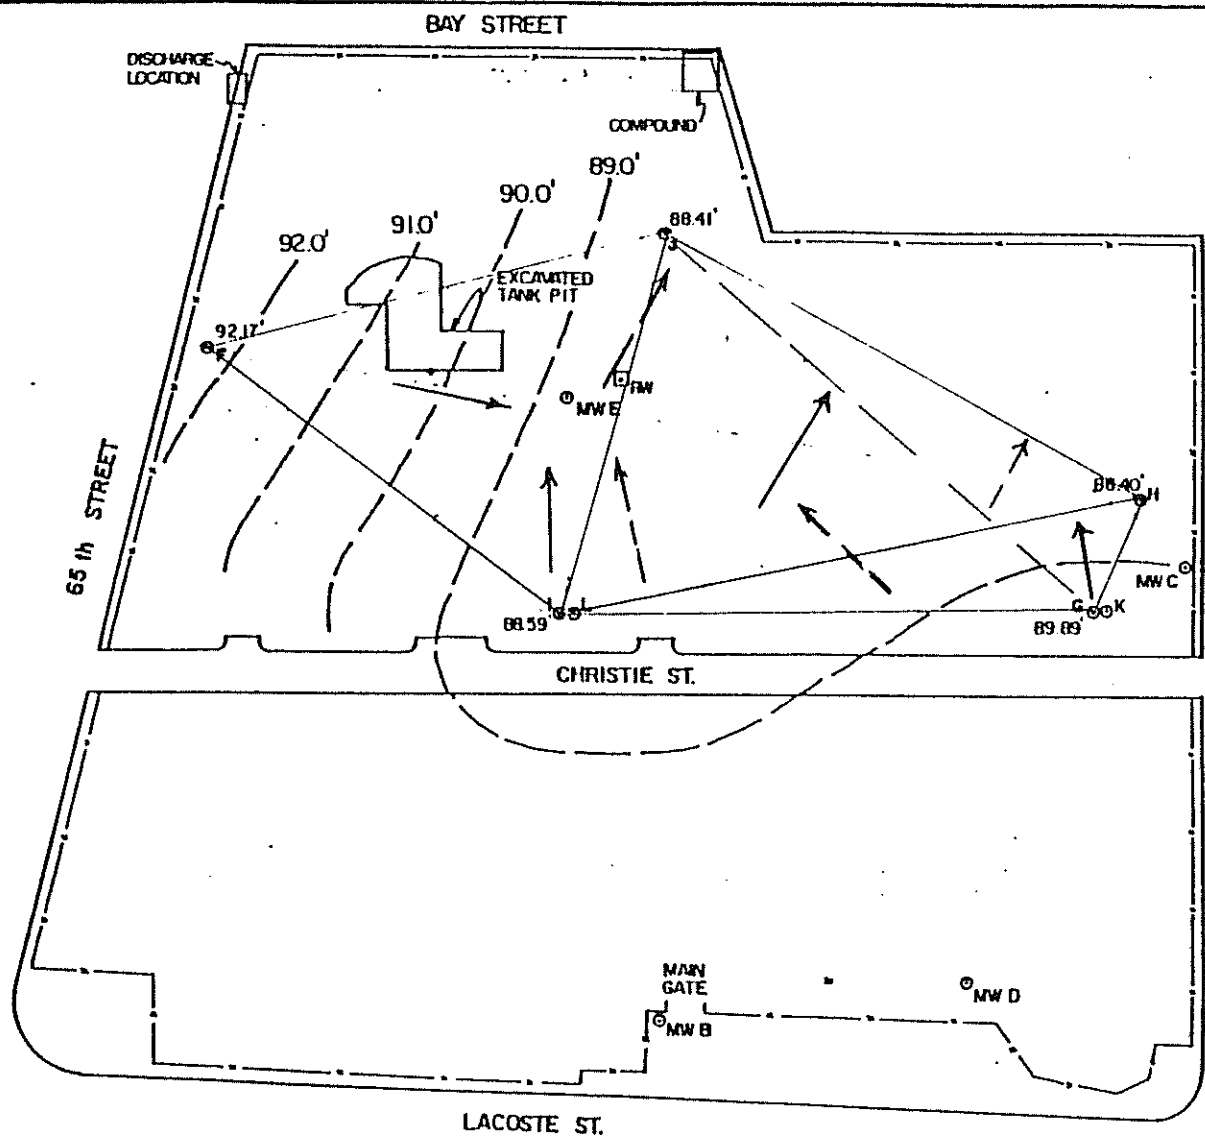 BAY STREET
DISCHARGE
LOCATION
COMPOUND
89.0'
90.0'
91.0'
92.0'
88.41'
J
EXCAVATED
TANK PIT
92.17'
F
RW
MW E
65 th STREET
H
MW C
I
L
88.59'
G
K
89.89'
CHRISTIE ST.
MAIN
GATE
MW D
MW B
LACOSTE ST.